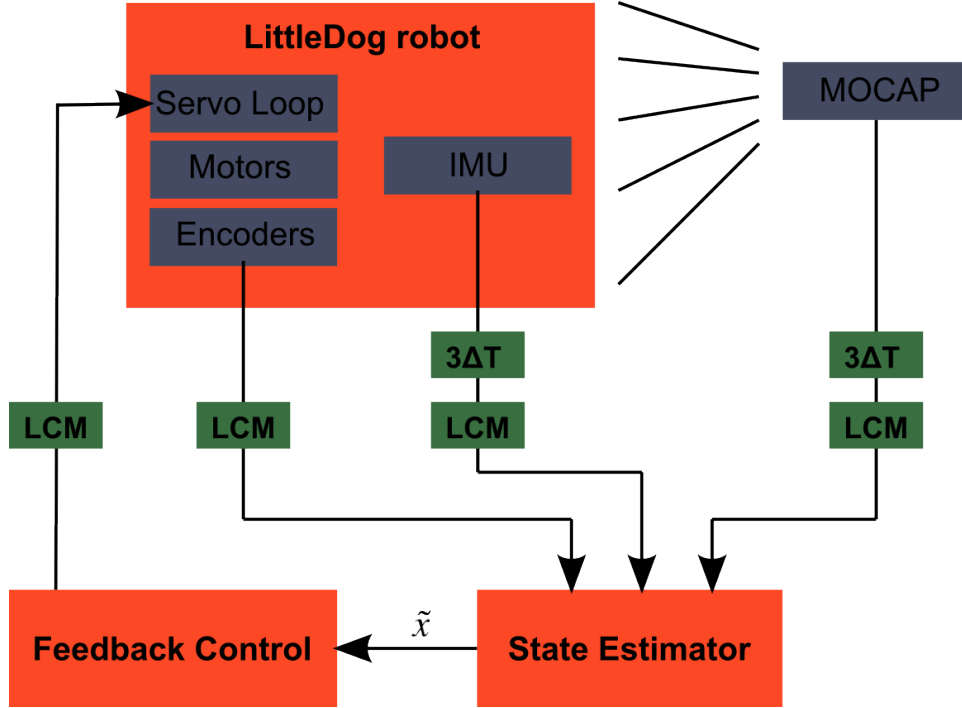 LittleDog robot
Servo Loop
MOCAP
Motors
IMU
Encoders
3ΔT
3ΔT
LCM
LCM
LCM
LCM
x̃
Feedback Control
State Estimator